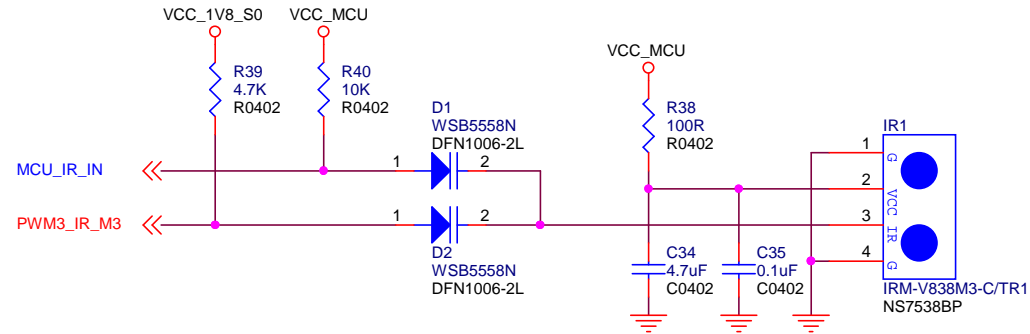 VCC_1V8_S0
VCC_MCU
R39
4.7K
R0402
R40
10K
R0402
VCC_MCU
R38
100R
R0402
D1
WSB5558N
DFN1006-2L
IR1
MCU_IR_IN
1
2
1
G
2
VCC
PWM3_IR_M3
1
2
3
IR
4
G
D2
WSB5558N
DFN1006-2L
C34
4.7uF
C0402
C35
0.1uF
C0402
IRM-V838M3-C/TR1
NS7538BP